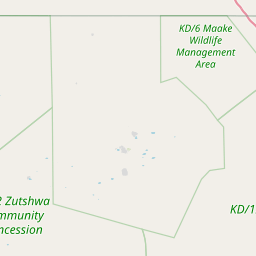 KD/6 Maake
Wildlife
Management
Area
2 Zutshwa
mmunity
ncession
KD/1